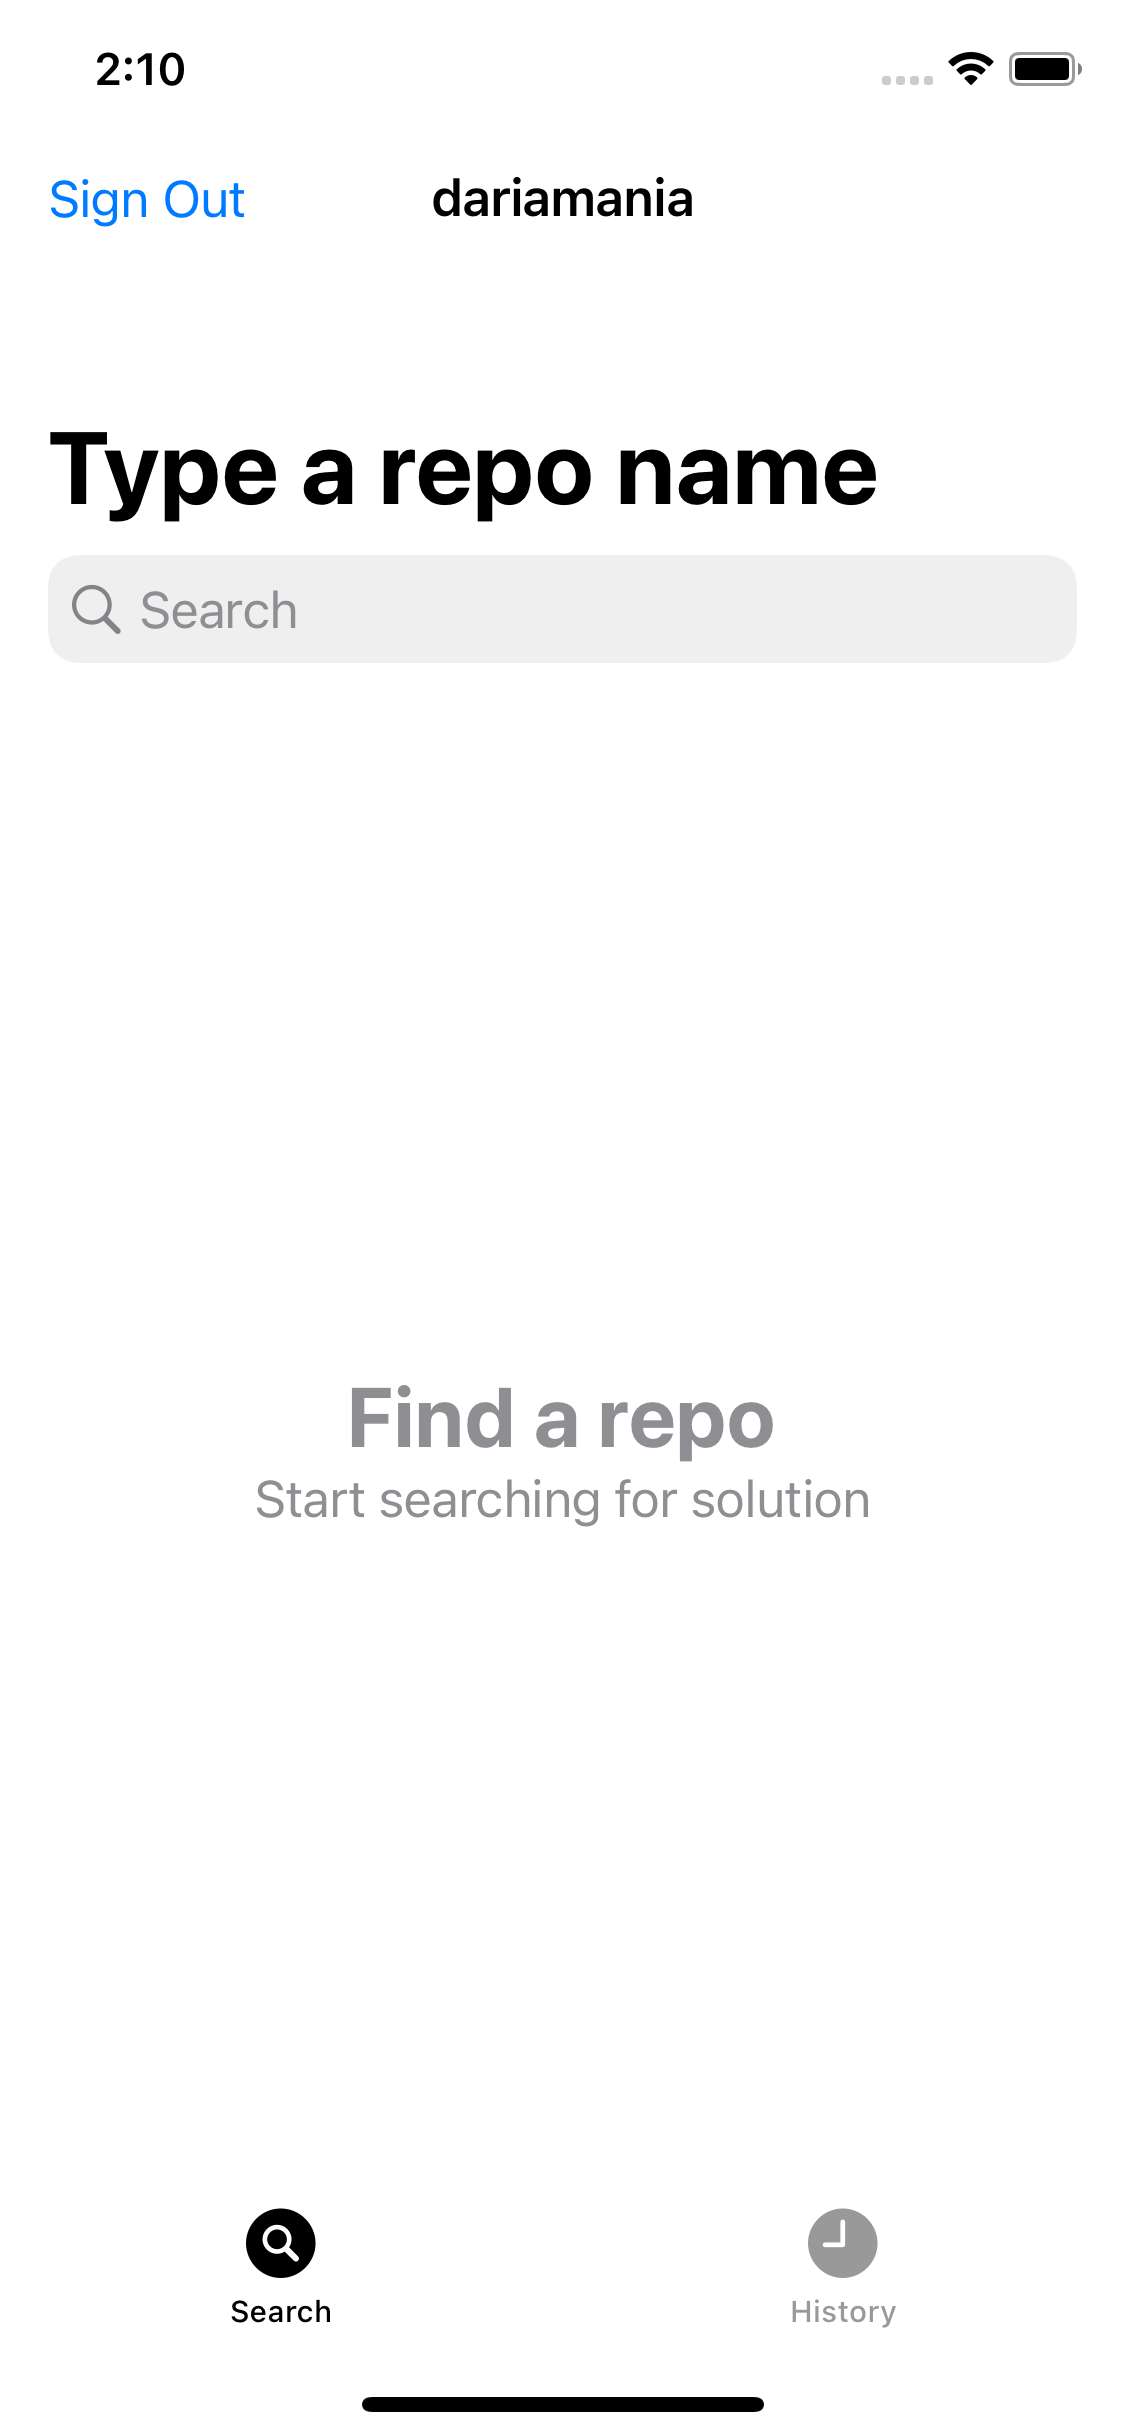 2:10
Sign Out
dariamania
Type a repo name
Search
Find a repo
Start searching for solution
Search
History